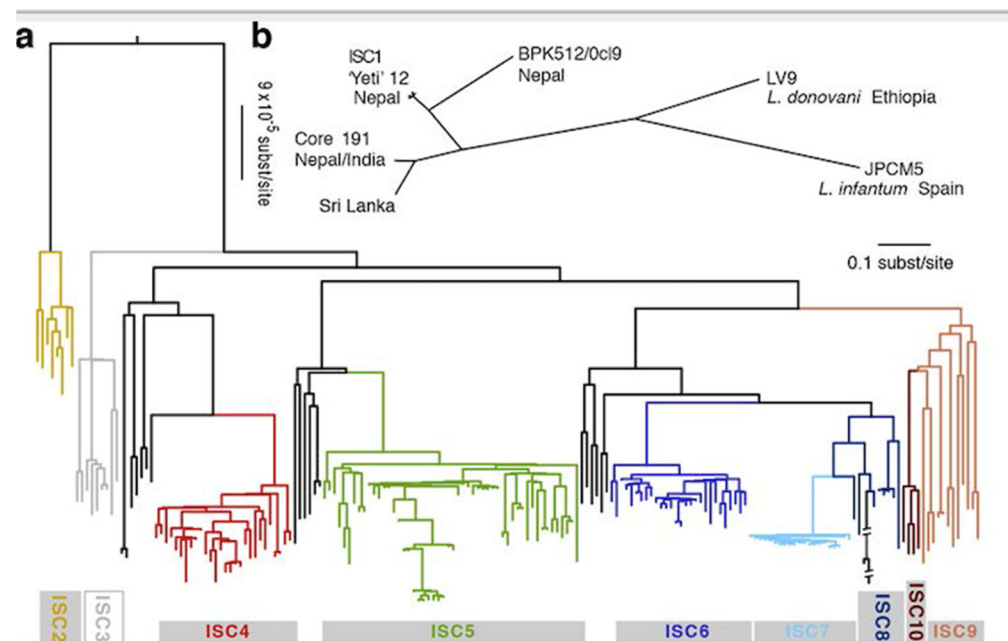 a
b
9 x 10⁻⁵ subst/site
ISC1
'Yeti' 12
Nepal
BPK512/0cl9
Nepal
LV9
L. donovani Ethiopia
Core 191
Nepal/India
JPCM5
L. infantum Spain
Sri Lanka
0.1 subst/site
ISC2
ISC3
ISC4
ISC5
ISC6
ISC7
ISC8
ISC10
ISC9